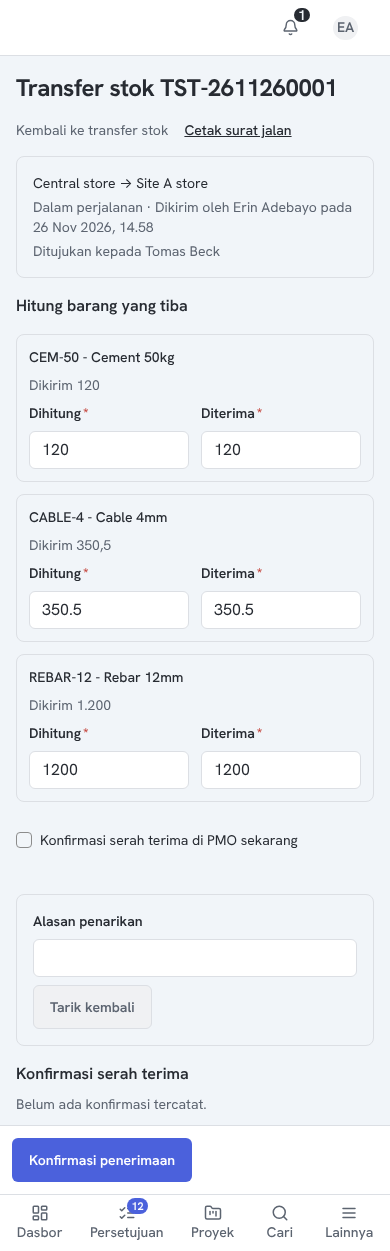 1
EA
Transfer stok TST-2611260001
Kembali ke transfer stok Cetak surat jalan
Central store → Site A store
Dalam perjalanan · Dikirim oleh Erin Adebayo pada
26 Nov 2026, 14.58
Ditujukan kepada Tomas Beck
Hitung barang yang tiba
CEM-50 - Cement 50kg
Dikirim 120
Dihitung* Diterima*
120 120
CABLE-4 - Cable 4mm
Dikirim 350,5
Dihitung* Diterima*
350.5 350.5
REBAR-12 - Rebar 12mm
Dikirim 1.200
Dihitung* Diterima*
1200 1200
Konfirmasi serah terima di PMO sekarang
Alasan penarikan
Tarik kembali
Konfirmasi serah terima
Belum ada konfirmasi tercatat.
Konfirmasi penerimaan
12
Dasbor Persetujuan Proyek Cari Lainnya